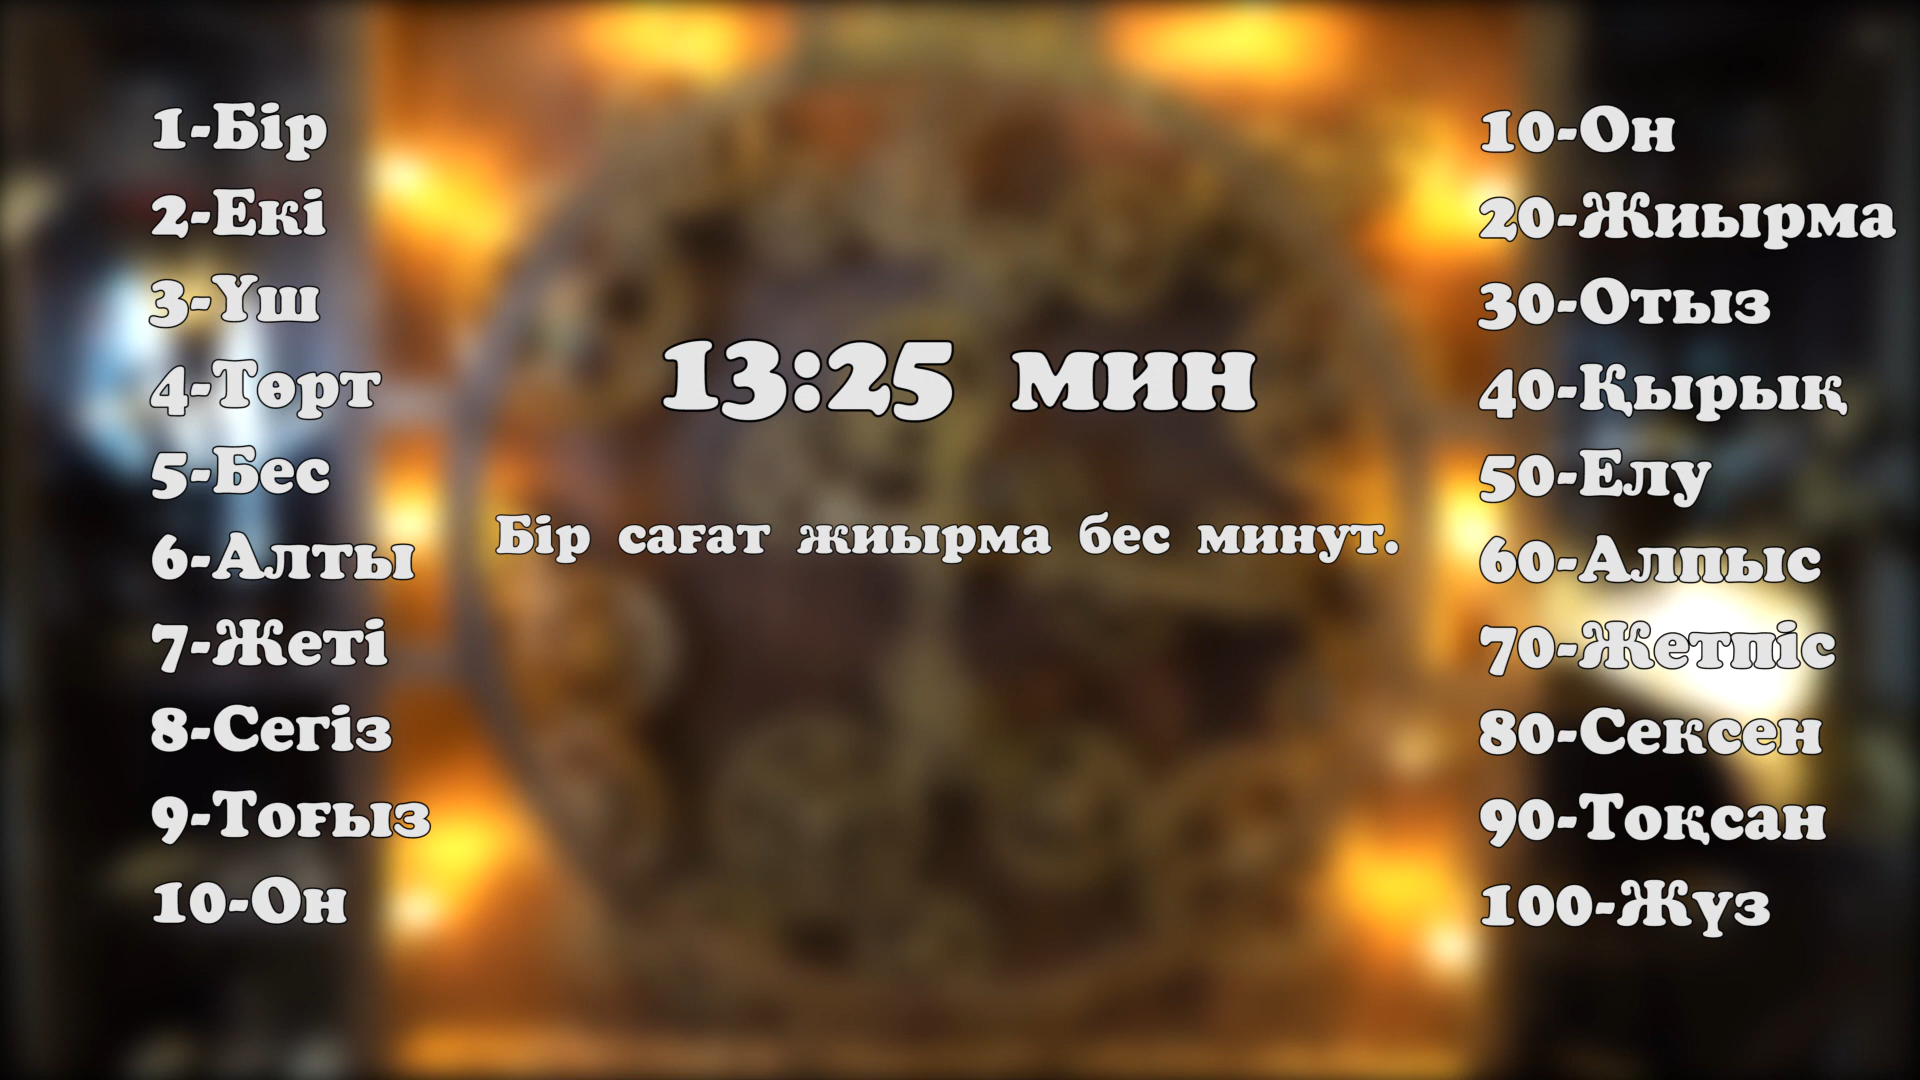 1-Бір
2-Екі
3-Үш
4-Төрт
5-Бес
6-Алты
7-Жеті
8-Сегіз
9-Тоғыз
10-Он
13:25 мин
Бір сағат жиырма бес минут.
10-Он
20-Жиырма
30-Отыз
40-Қырық
50-Елу
60-Алпыс
70-Жетпіс
80-Сексен
90-Тоқсан
100-Жүз